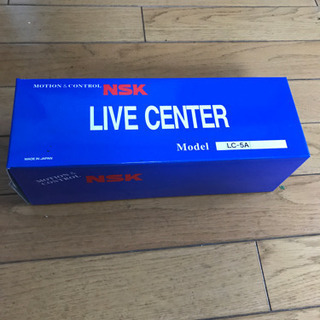 MOTION & CONTROL NSK
LIVE CENTER
Model LC-5A
MADE IN JAPAN
MOTION &
CONTROL NSK